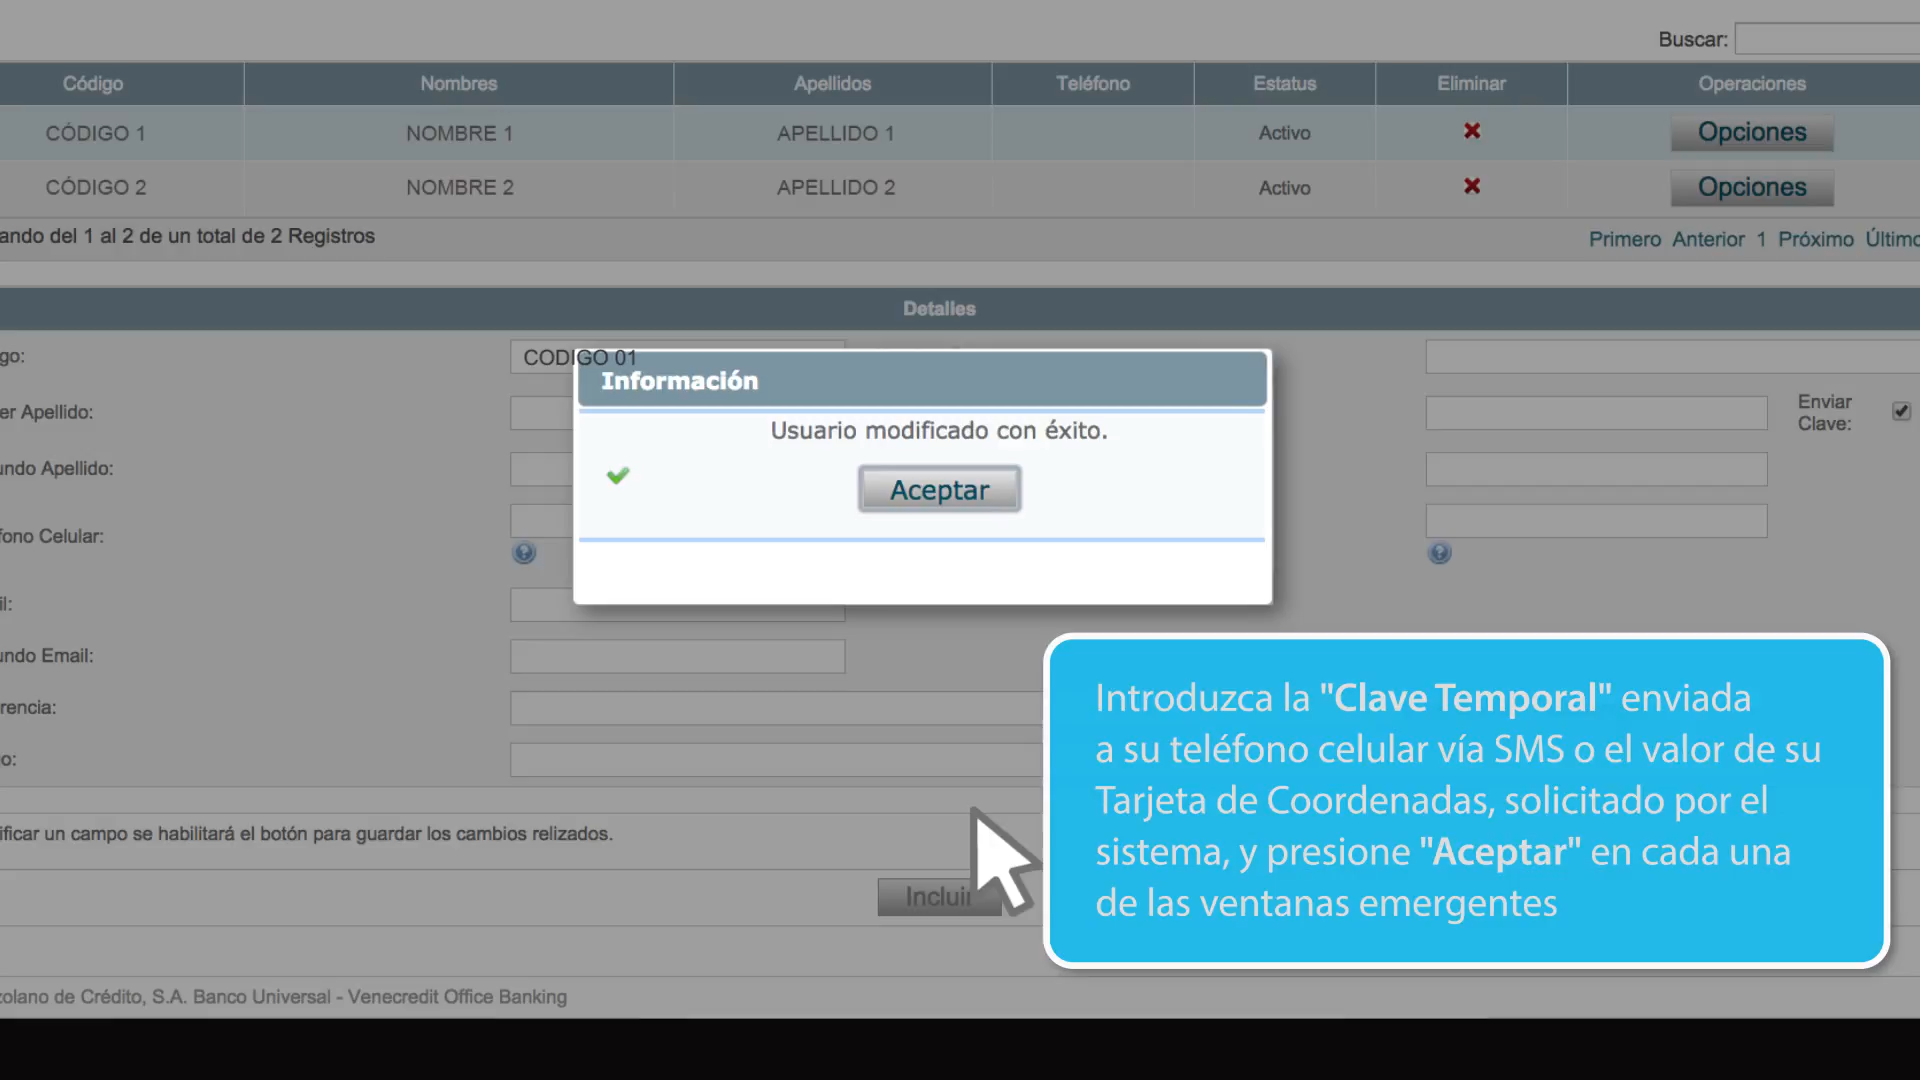 Buscar:
Código Nombres Apellidos Teléfono Estatus Eliminar Operaciones
CÓDIGO 1 NOMBRE 1 APELLIDO 1 Activo Opciones
CÓDIGO 2 NOMBRE 2 APELLIDO 2 Activo Opciones
ando del 1 al 2 de un total de 2 Registros
Primero Anterior 1 Próximo Último
Detalles
go: CODIGO 01
Información
Usuario modificado con éxito.
Aceptar
er Apellido:
Enviar
Clave:
undo Apellido:
fono Celular:
il:
undo Email:
rencia:
o:
ificar un campo se habilitará el botón para guardar los cambios relizados.
Incluir
Introduzca la "Clave Temporal" enviada
a su teléfono celular vía SMS o el valor de su
Tarjeta de Coordenadas, solicitado por el
sistema, y presione "Aceptar" en cada una
de las ventanas emergentes
zolano de Crédito, S.A. Banco Universal - Venecredit Office Banking